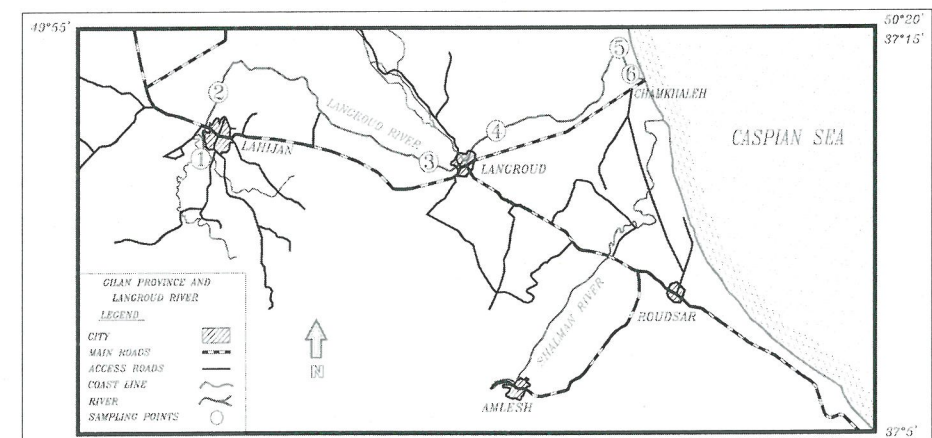 49°55'
50°20'
37°15'
5
6
CHAMKHALEH
2
LANGROUD RIVER
4
CASPIAN SEA
LAHIJAN
1
3
LANGROUD
GILAN PROVINCE AND
LANGROUD RIVER
LEGEND
CITY
MAIN ROADS
ACCESS ROADS
COAST LINE
RIVER
SAMPLING POINTS
N
SHALMAN RIVER
ROUDSAR
AMLESH
37°5'